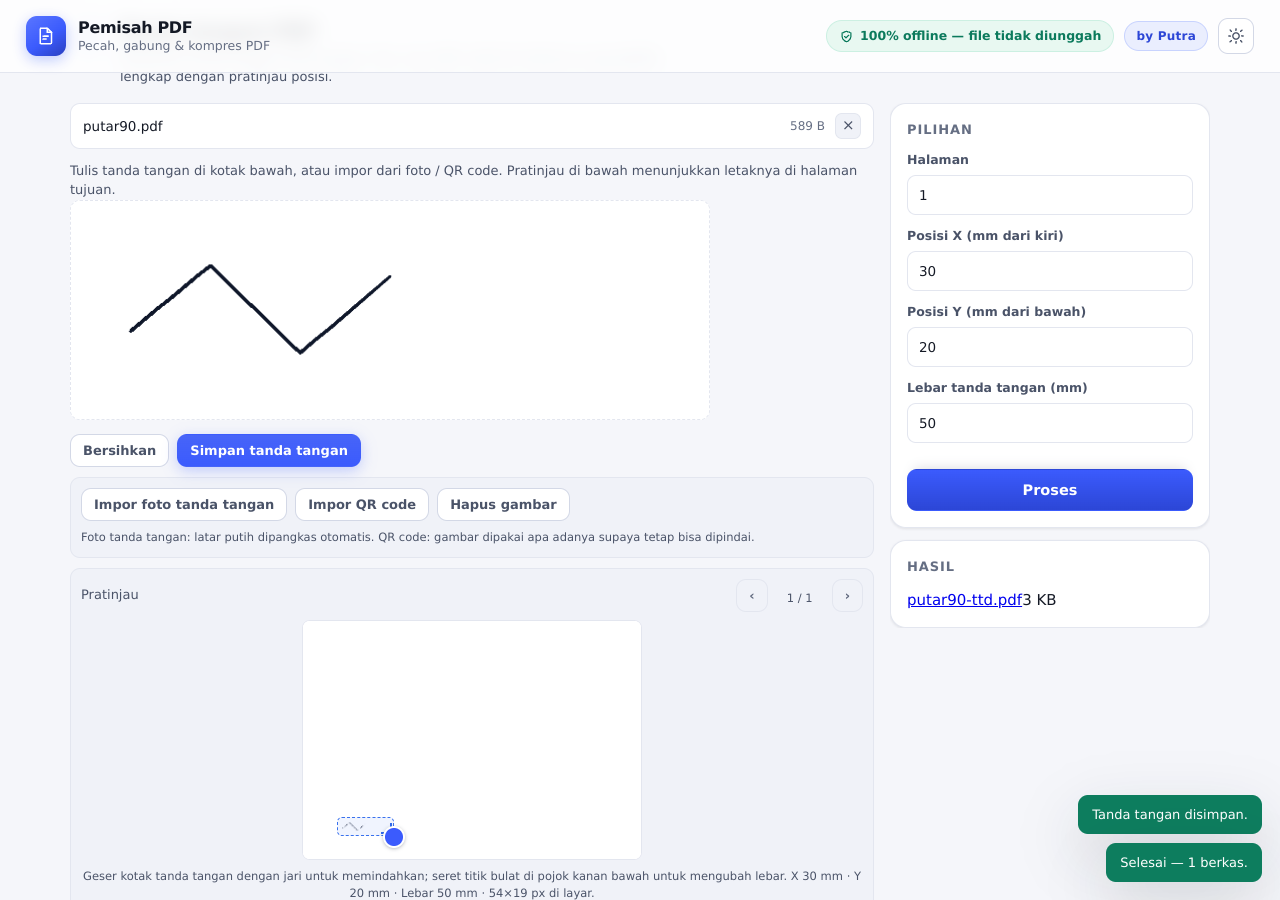 Pemisah PDF
Pecah, gabung & kompres PDF
100% offline — file tidak diunggah
by Putra
lengkap dengan pratinjau posisi.
putar90.pdf
589 B
×
Tulis tanda tangan di kotak bawah, atau impor dari foto / QR code. Pratinjau di bawah menunjukkan letaknya di halaman
tujuan.
Bersihkan
Simpan tanda tangan
Impor foto tanda tangan
Impor QR code
Hapus gambar
Foto tanda tangan: latar putih dipangkas otomatis. QR code: gambar dipakai apa adanya supaya tetap bisa dipindai.
Pratinjau
‹
1 / 1
›
Geser kotak tanda tangan dengan jari untuk memindahkan; seret titik bulat di pojok kanan bawah untuk mengubah lebar. X 30 mm · Y
20 mm · Lebar 50 mm · 54×19 px di layar.
PILIHAN
Halaman
1
Posisi X (mm dari kiri)
30
Posisi Y (mm dari bawah)
20
Lebar tanda tangan (mm)
50
Proses
HASIL
putar90-ttd.pdf3 KB
Tanda tangan disimpan.
Selesai — 1 berkas.